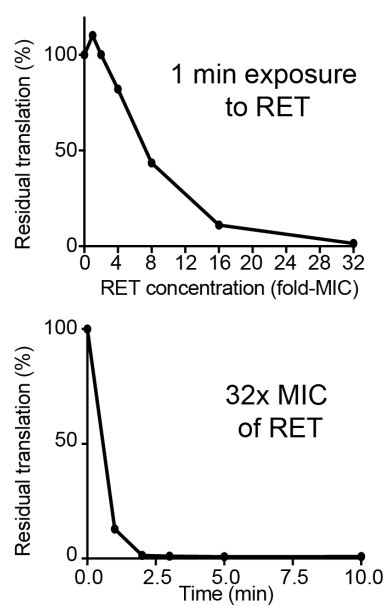 Residual translation (%)
100
50
0
1 min exposure
to RET
0 4 8 12 16 20 24 28 32
RET concentration (fold-MIC)
Residual translation (%)
100
50
0
32x MIC
of RET
0.0 2.5 5.0 7.5 10.0
Time (min)